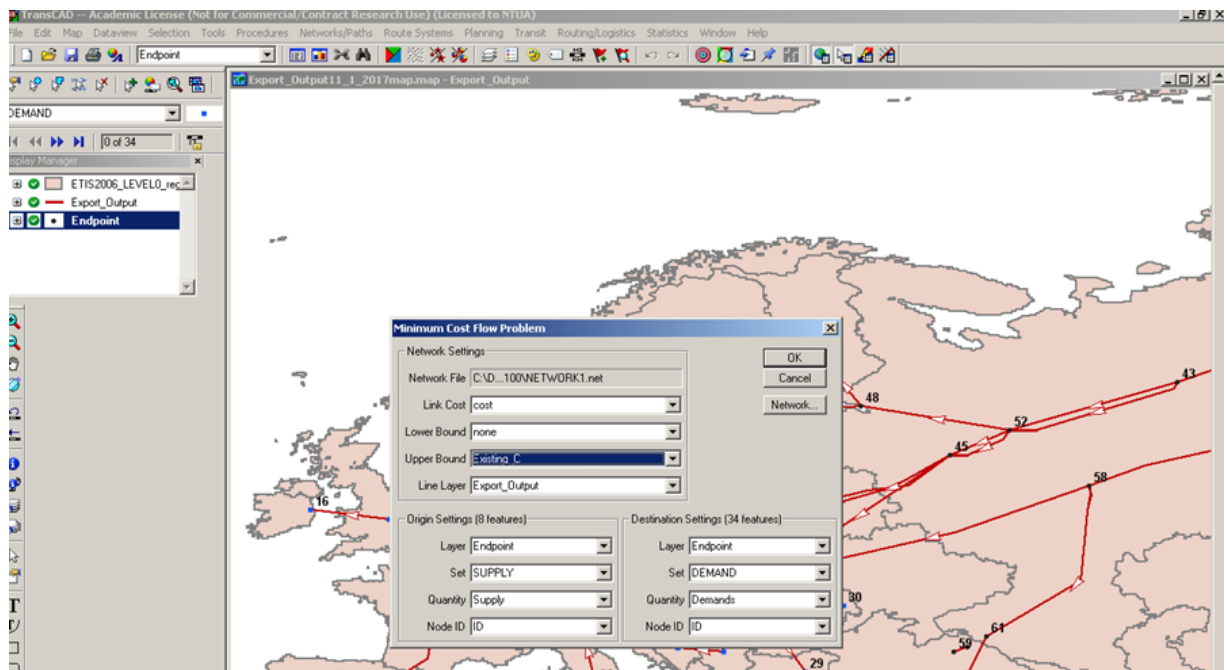 TransCAD -- Academic License (Not for Commercial/Contract Research Use) (Licensed to NTUA)
File Edit Map Dataview Selection Tools Procedures Networks/Paths Route Systems Planning Transit Routing/Logistics Statistics Window Help
Endpoint
Export_Output11_1_2017map.map - Export_Output
DEMAND
0 of 34
Display Manager
ETIS2006_LEVEL0_reg
Export_Output
Endpoint
Minimum Cost Flow Problem
Network Settings
Network File C:\D...100\NETWORK1.net
Link Cost cost
Lower Bound none
Upper Bound Existing_C
Line Layer Export_Output
OK
Cancel
Network...
Origin Settings (8 features)
Layer Endpoint
Set SUPPLY
Quantity Supply
Node ID ID
Destination Settings (34 features)
Layer Endpoint
Set DEMAND
Quantity Demands
Node ID ID
43
48
52
45
58
16
30
61
59
29